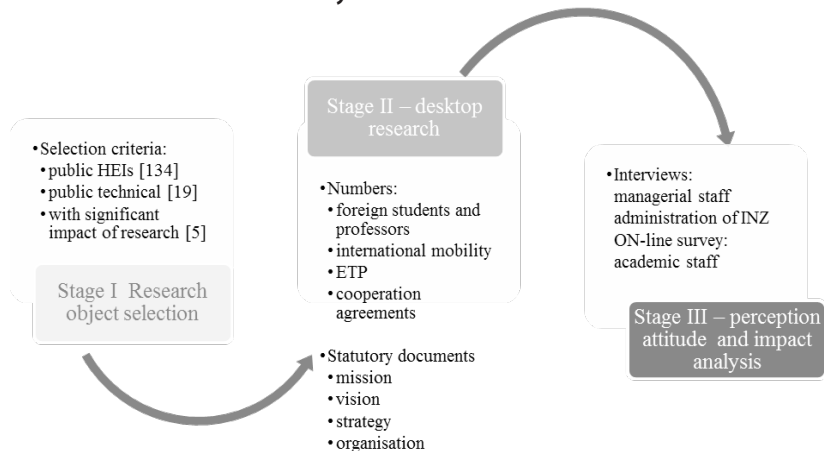 •Selection criteria:
•public HEIs [134]
•public technical [19]
•with significant
impact of research [5]
Stage I Research
object selection
Stage II – desktop
research
•Numbers:
•foreign students and
professors
•international mobility
•ETP
•cooperation
agreements
•Statutory documents
•mission
•vision
•strategy
•organisation
•Interviews:
managerial staff
administration of INZ
ON-line survey:
academic staff
Stage III – perception
attitude and impact
analysis